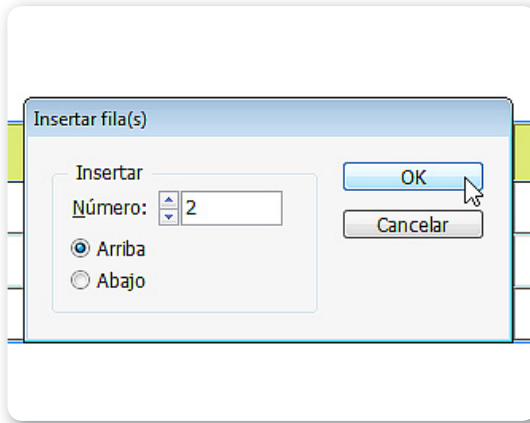 Insertar fila(s)
Insertar
Número: 2
Arriba
Abajo
OK
Cancelar